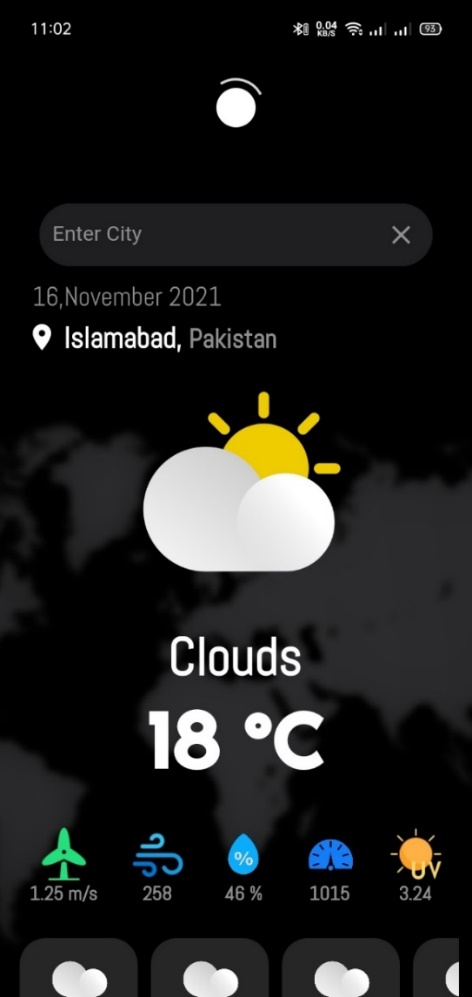 11:02 0.04 KB/S 93
Enter City
16,November 2021
Islamabad, Pakistan
Clouds
18 °C
% UV
1.25 m/s 258 46 % 1015 3.24